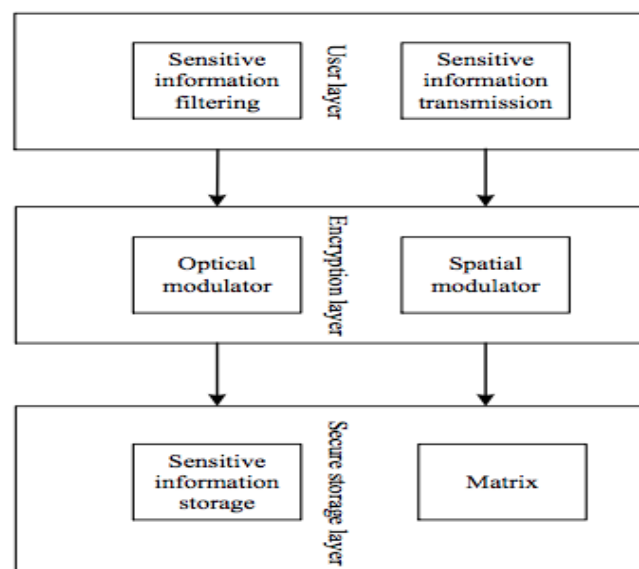 Sensitive
information
filtering
User layer
Sensitive
information
transmission
Optical
modulator
Encryption layer
Spatial
modulator
Sensitive
information
storage
Secure storage layer
Matrix